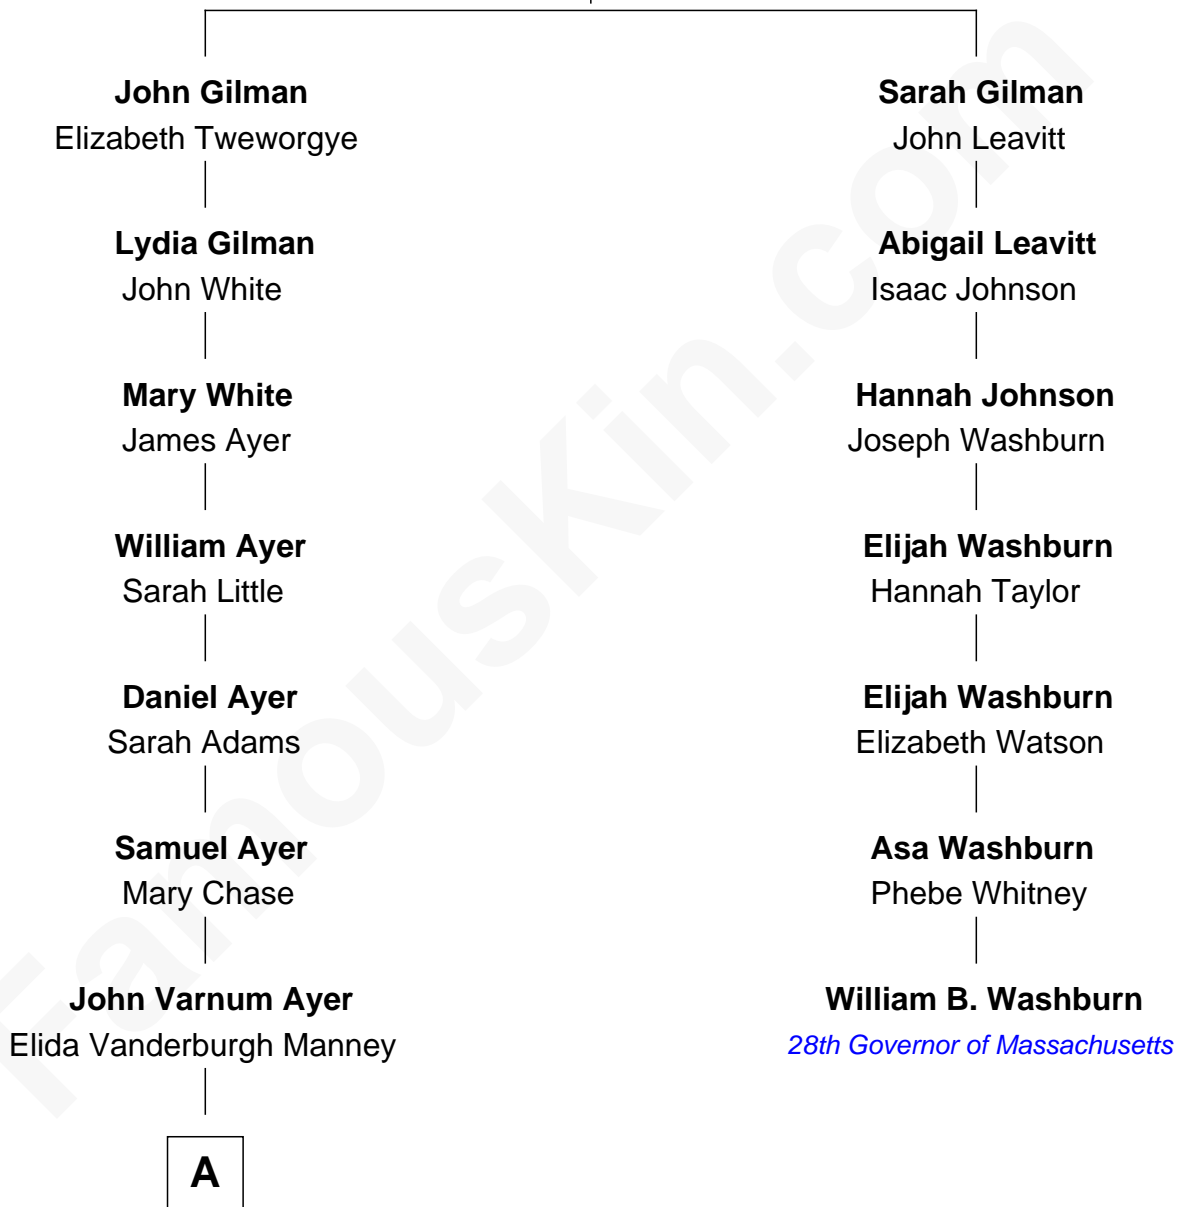 John Gilman
Elizabeth Tweworgye
Lydia Gilman
John White
Mary White
James Ayer
William Ayer
Sarah Little
Daniel Ayer
Sarah Adams
Samuel Ayer
Mary Chase
John Varnum Ayer
Elida Vanderburgh Manney
A
Sarah Gilman
John Leavitt
Abigail Leavitt
Isaac Johnson
Hannah Johnson
Joseph Washburn
Elijah Washburn
Hannah Taylor
Elijah Washburn
Elizabeth Watson
Asa Washburn
Phebe Whitney
William B. Washburn
28th Governor of Massachusetts
FamousKin.com